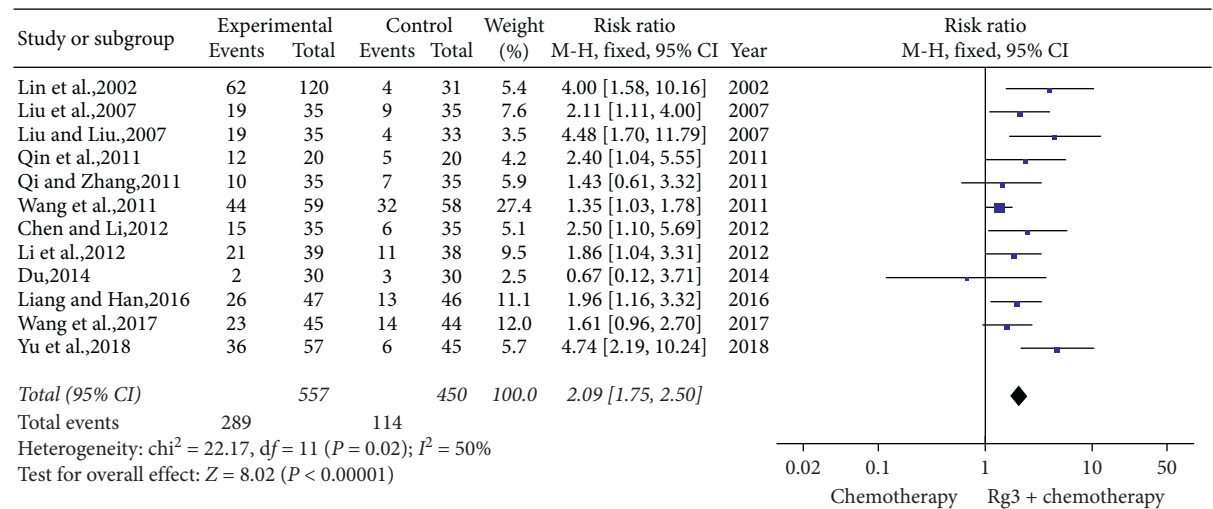 Study or subgroup Experimental Control Weight Risk ratio Risk ratio
Events Total Events Total (%) M-H, fixed, 95% CI Year M-H, fixed, 95% CI
Lin et al.,2002 62 120 4 31 5.4 4.00 [1.58, 10.16] 2002
Liu et al.,2007 19 35 9 35 7.6 2.11 [1.11, 4.00] 2007
Liu and Liu.,2007 19 35 4 33 3.5 4.48 [1.70, 11.79] 2007
Qin et al.,2011 12 20 5 20 4.2 2.40 [1.04, 5.55] 2011
Qi and Zhang,2011 10 35 7 35 5.9 1.43 [0.61, 3.32] 2011
Wang et al.,2011 44 59 32 58 27.4 1.35 [1.03, 1.78] 2011
Chen and Li,2012 15 35 6 35 5.1 2.50 [1.10, 5.69] 2012
Li et al.,2012 21 39 11 38 9.5 1.86 [1.04, 3.31] 2012
Du,2014 2 30 3 30 2.5 0.67 [0.12, 3.71] 2014
Liang and Han,2016 26 47 13 46 11.1 1.96 [1.16, 3.32] 2016
Wang et al.,2017 23 45 14 44 12.0 1.61 [0.96, 2.70] 2017
Yu et al.,2018 36 57 6 45 5.7 4.74 [2.19, 10.24] 2018
Total (95% CI) 557 450 100.0 2.09 [1.75, 2.50]
Total events 289 114
Heterogeneity: chi² = 22.17, df = 11 (P = 0.02); I² = 50%
Test for overall effect: Z = 8.02 (P < 0.00001)
0.02 0.1 1 10 50
Chemotherapy Rg3 + chemotherapy